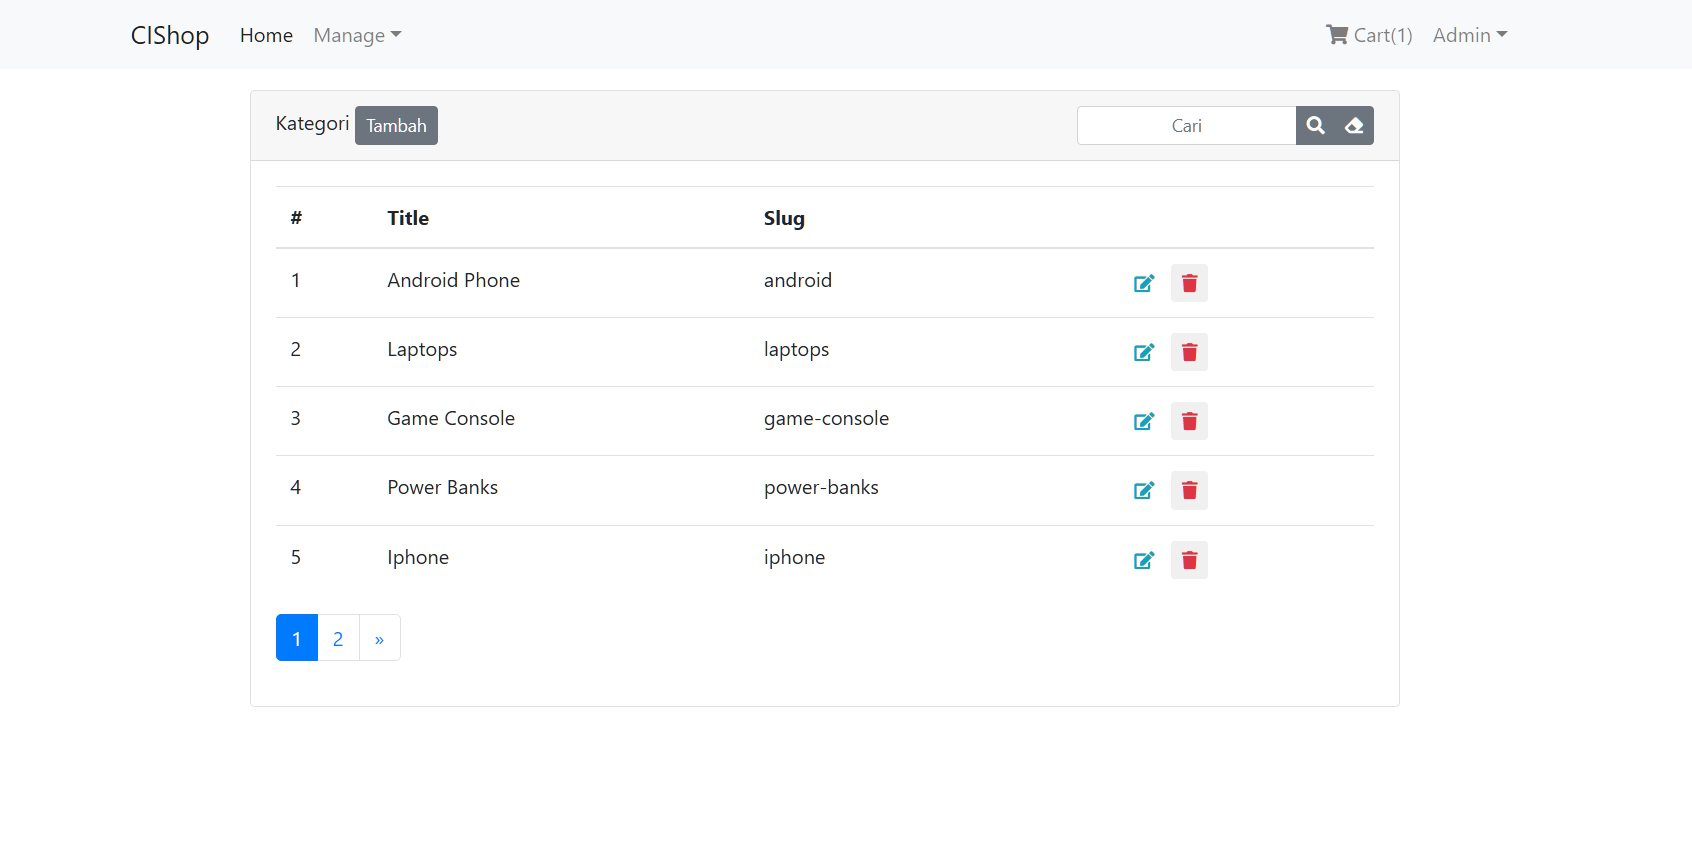 CIShop Home Manage Cart(1) Admin
Kategori Tambah Cari
# Title Slug
1 Android Phone android
2 Laptops laptops
3 Game Console game-console
4 Power Banks power-banks
5 Iphone iphone
1 2 »